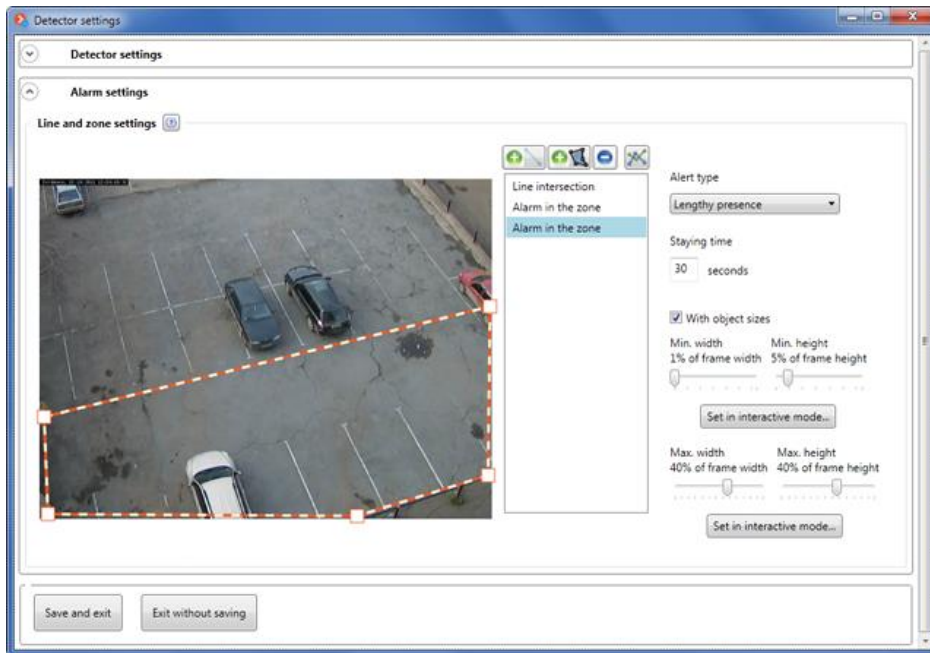 Detector settings
Detector settings
Alarm settings
Line and zone settings
Line intersection
Alarm in the zone
Alarm in the zone
Alert type
Lengthy presence
Staying time
30 seconds
With object sizes
Min. width Min. height
1% of frame width 5% of frame height
Set in interactive mode...
Max. width Max. height
40% of frame width 40% of frame height
Set in interactive mode...
Save and exit Exit without saving